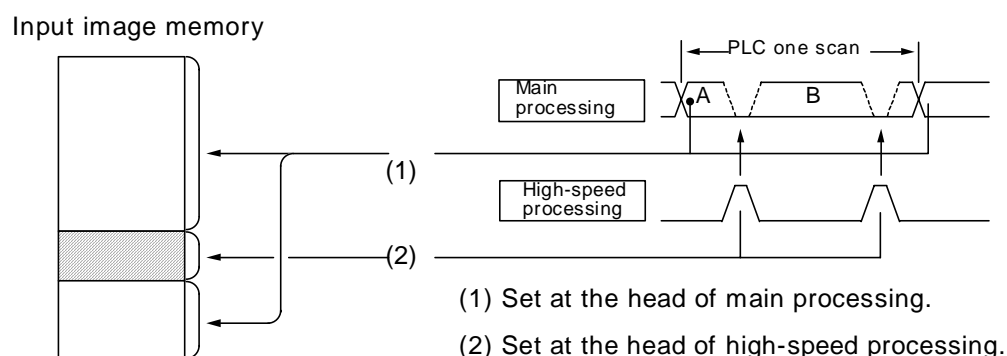 Input image memory
PLC one scan
Main
processing
A
B
(1)
High-speed
processing
(2)
(1) Set at the head of main processing.
(2) Set at the head of high-speed processing.